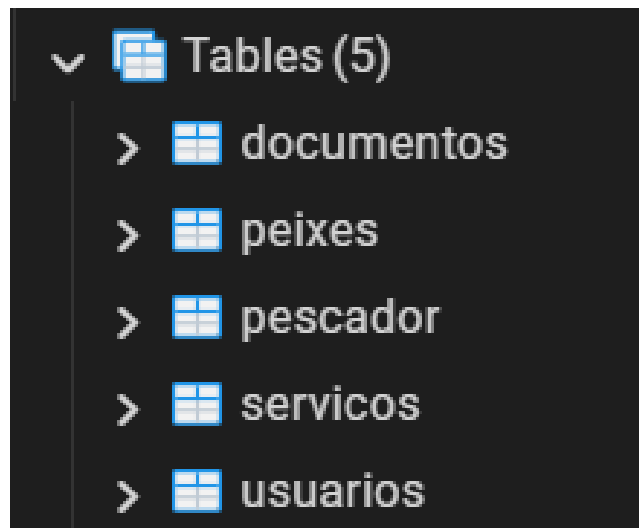 Tables (5)
documentos
peixes
pescador
servicos
usuarios